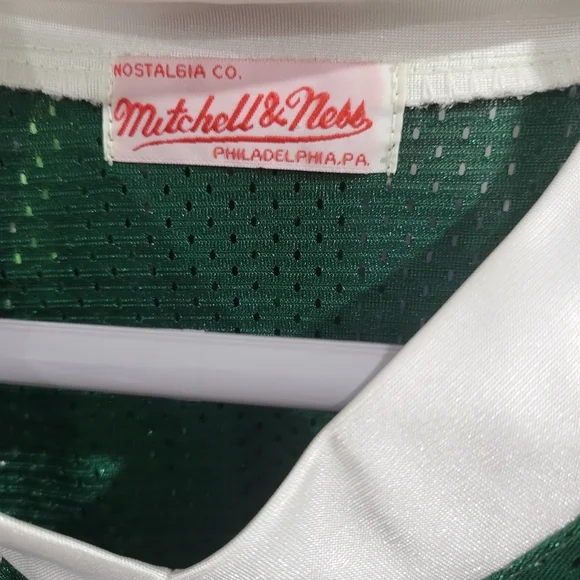 NOSTALGIA CO.
Mitchell & Ness
PHILADELPHIA, PA.